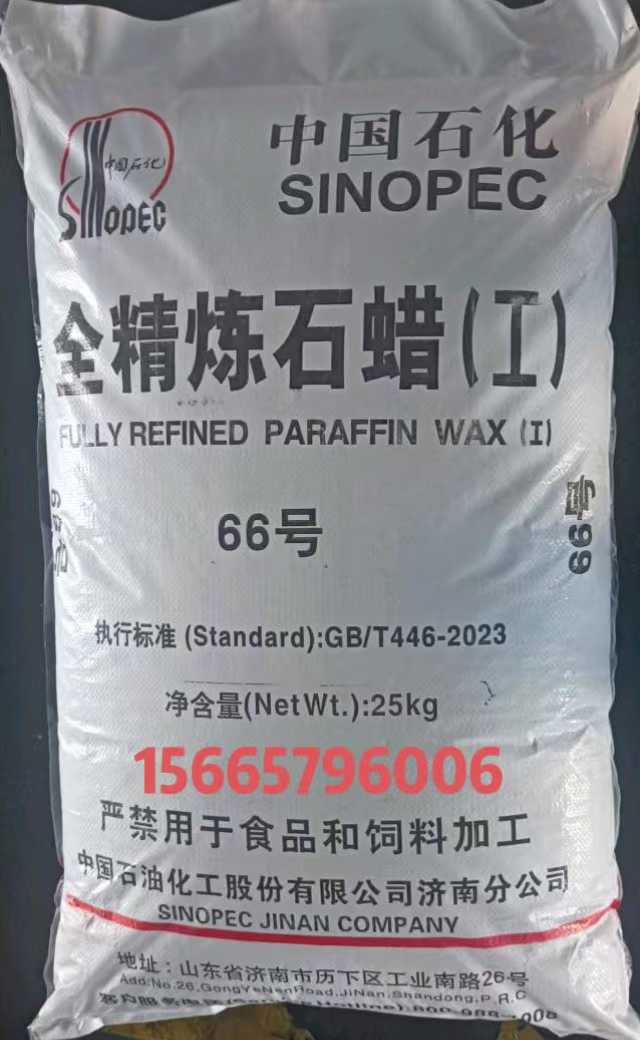 中国石化
SINOPEC
中国石化
SINOPEC
全精炼石蜡(I)
FULLY REFINED PARAFFIN WAX (I)
66号
66号
66号
执行标准 (Standard):GB/T446-2023
净含量(NetWt.):25kg
15665796006
严禁用于食品和饲料加工
中国石油化工股份有限公司济南分公司
SINOPEC JINAN COMPANY
地址: 山东省济南市历下区工业南路26号
Add:No.26,GongYeNanRoad,JiNan,Shandong,P.R.C